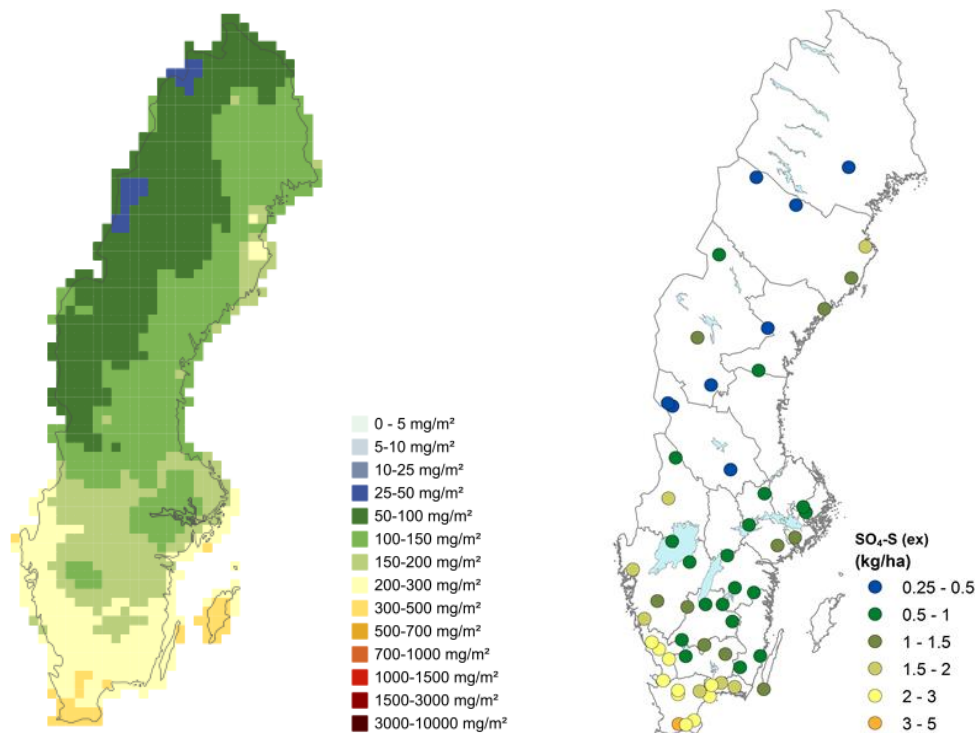 0 - 5 mg/m²
5-10 mg/m²
10-25 mg/m²
25-50 mg/m²
50-100 mg/m²
100-150 mg/m²
150-200 mg/m²
200-300 mg/m²
300-500 mg/m²
500-700 mg/m²
700-1000 mg/m²
1000-1500 mg/m²
1500-3000 mg/m²
3000-10000 mg/m²
SO₄-S (ex)
(kg/ha)
0.25 - 0.5
0.5 - 1
1 - 1.5
1.5 - 2
2 - 3
3 - 5